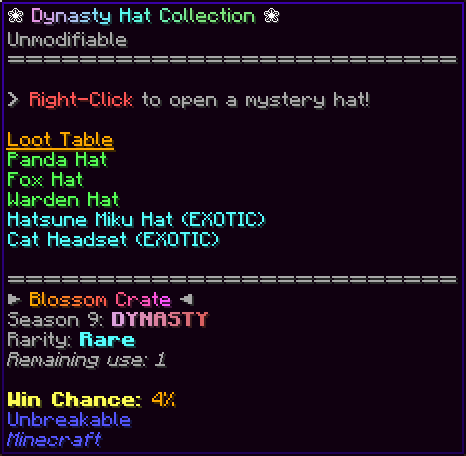 ❀ Dynasty Hat Collection ❀
Unmodifiable
==============================
> Right-Click to open a mystery hat!
Loot Table
Panda Hat
Fox Hat
Warden Hat
Hatsune Miku Hat (EXOTIC)
Cat Headset (EXOTIC)
==============================
► Blossom Crate ◄
Season 9: DYNASTY
Rarity: Rare
Remaining use: 1
Win Chance: 4%
Unbreakable
Minecraft